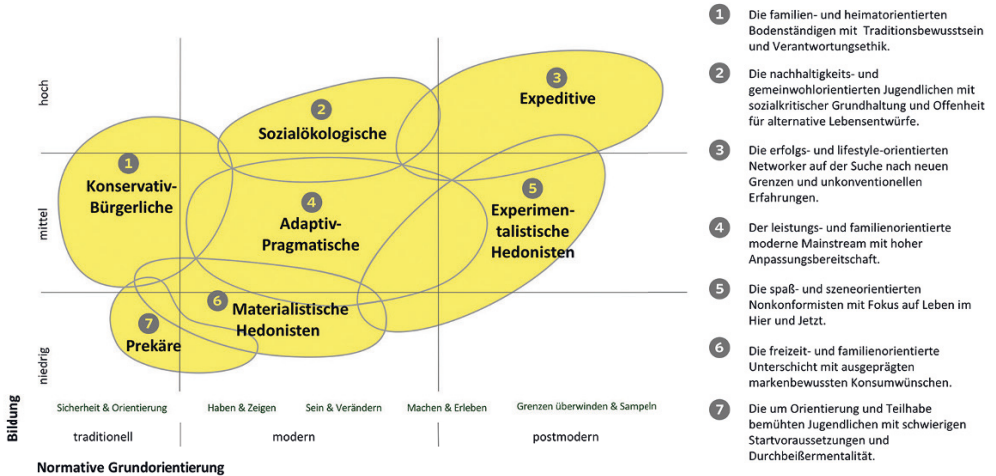 hoch
mittel
niedrig
Bildung
1
Konservativ-
Bürgerliche
2
Sozialökologische
3
Expeditive
4
Adaptiv-
Pragmatische
5
Experimen-
talistische
Hedonisten
6
Materialistische
Hedonisten
7
Prekäre
Sicherheit & Orientierung
Haben & Zeigen
Sein & Verändern
Machen & Erleben
Grenzen überwinden & Sampeln
traditionell
modern
postmodern
Normative Grundorientierung
1
Die familien- und heimatorientierten
Bodenständigen mit Traditionsbewusstsein
und Verantwortungsethik.
2
Die nachhaltigkeits- und
gemeinwohlorientierten Jugendlichen mit
sozialkritischer Grundhaltung und Offenheit
für alternative Lebensentwürfe.
3
Die erfolgs- und lifestyle-orientierten
Networker auf der Suche nach neuen
Grenzen und unkonventionellen
Erfahrungen.
4
Der leistungs- und familienorientierte
moderne Mainstream mit hoher
Anpassungsbereitschaft.
5
Die spaß- und szeneorientierten
Nonkonformisten mit Fokus auf Leben im
Hier und Jetzt.
6
Die freizeit- und familienorientierte
Unterschicht mit ausgeprägten
markenbewussten Konsumwünschen.
7
Die um Orientierung und Teilhabe
bemühten Jugendlichen mit schwierigen
Startvoraussetzungen und
Durchbeißermentalität.